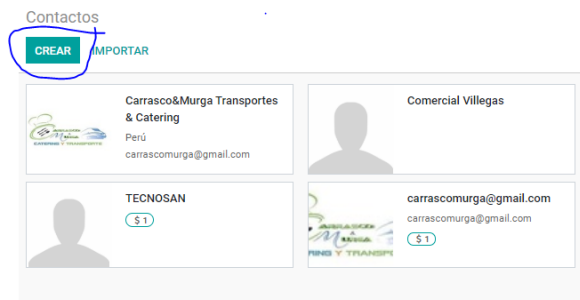 Contactos
CREAR
IMPORTAR
Carrasco&Murga Transportes
& Catering
Perú
carrascomurga@gmail.com
Comercial Villegas
TECNOSAN
$ 1
carrascomurga@gmail.com
carrascomurga@gmail.com
$ 1